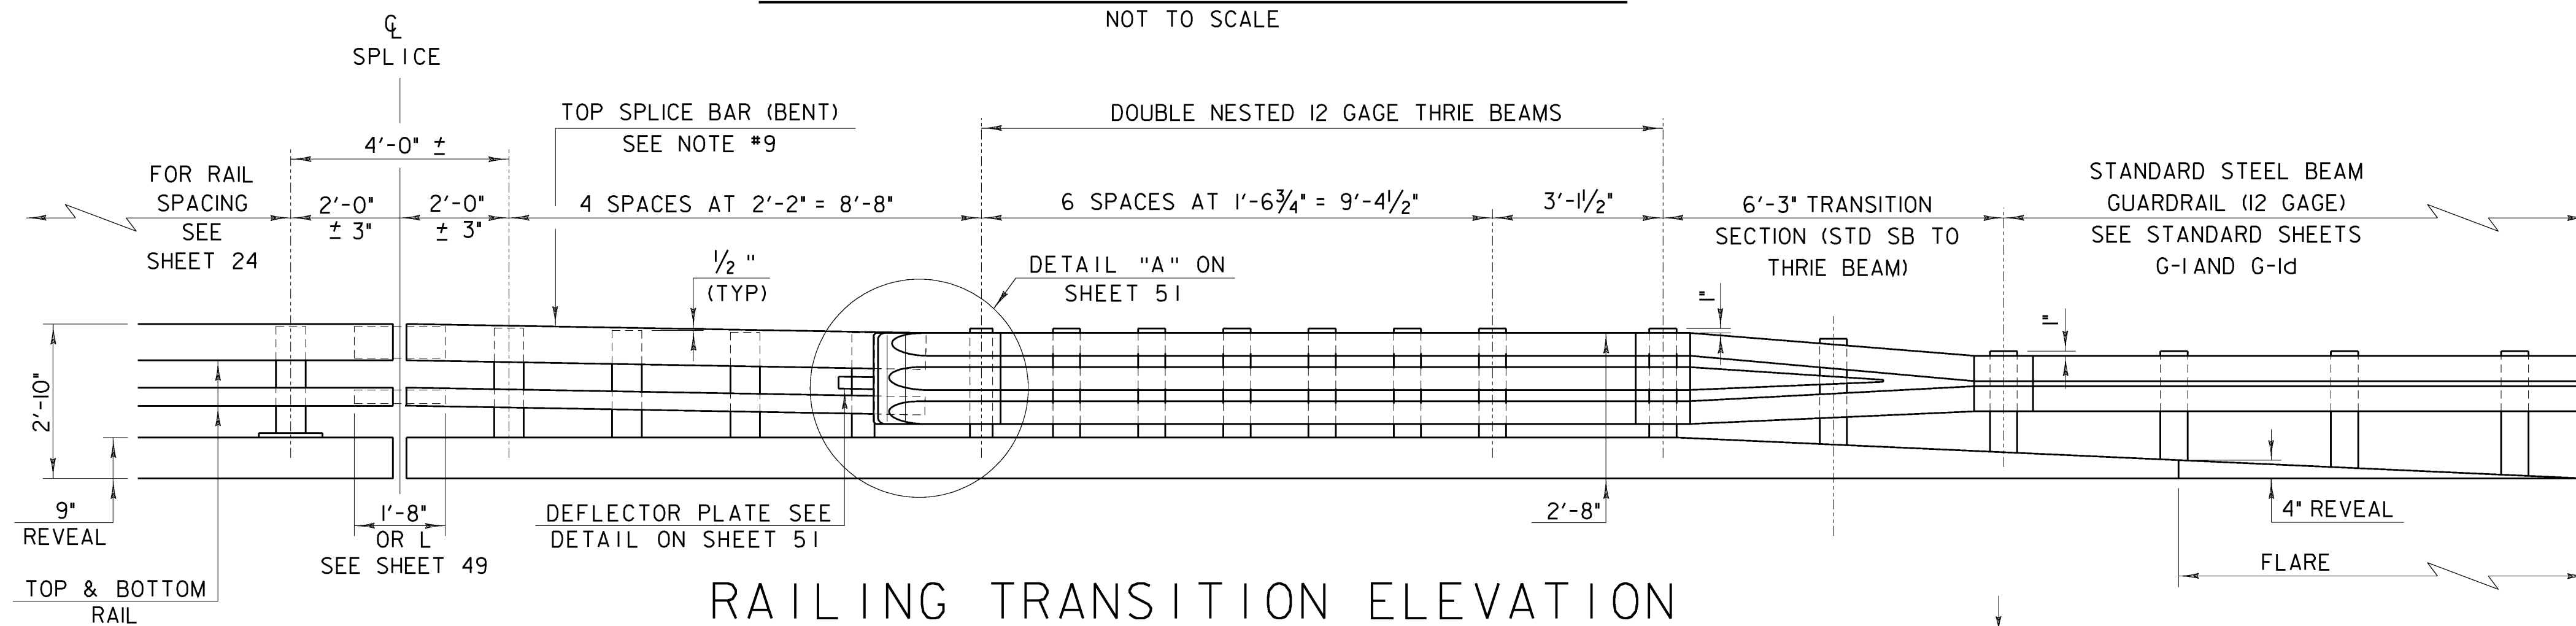 NOT TO SCALE
℄
SPLICE
TOP SPLICE BAR (BENT)
SEE NOTE #9
DOUBLE NESTED 12 GAGE THRIE BEAMS
4'-0" ±
FOR RAIL
SPACING
SEE
SHEET 24
2'-0"
± 3"
2'-0"
± 3"
4 SPACES AT 2'-2" = 8'-8"
6 SPACES AT 1'-6¾" = 9'-4½"
3'-1½"
6'-3" TRANSITION
SECTION (STD SB TO
THRIE BEAM)
STANDARD STEEL BEAM
GUARDRAIL (12 GAGE)
SEE STANDARD SHEETS
G-1 AND G-1d
½ "
(TYP)
DETAIL "A" ON
SHEET 51
1"
1"
2'-10"
9"
REVEAL
1'-8"
OR L
SEE SHEET 49
DEFLECTOR PLATE SEE
DETAIL ON SHEET 51
2'-8"
4" REVEAL
FLARE
TOP & BOTTOM
RAIL
RAILING TRANSITION ELEVATION